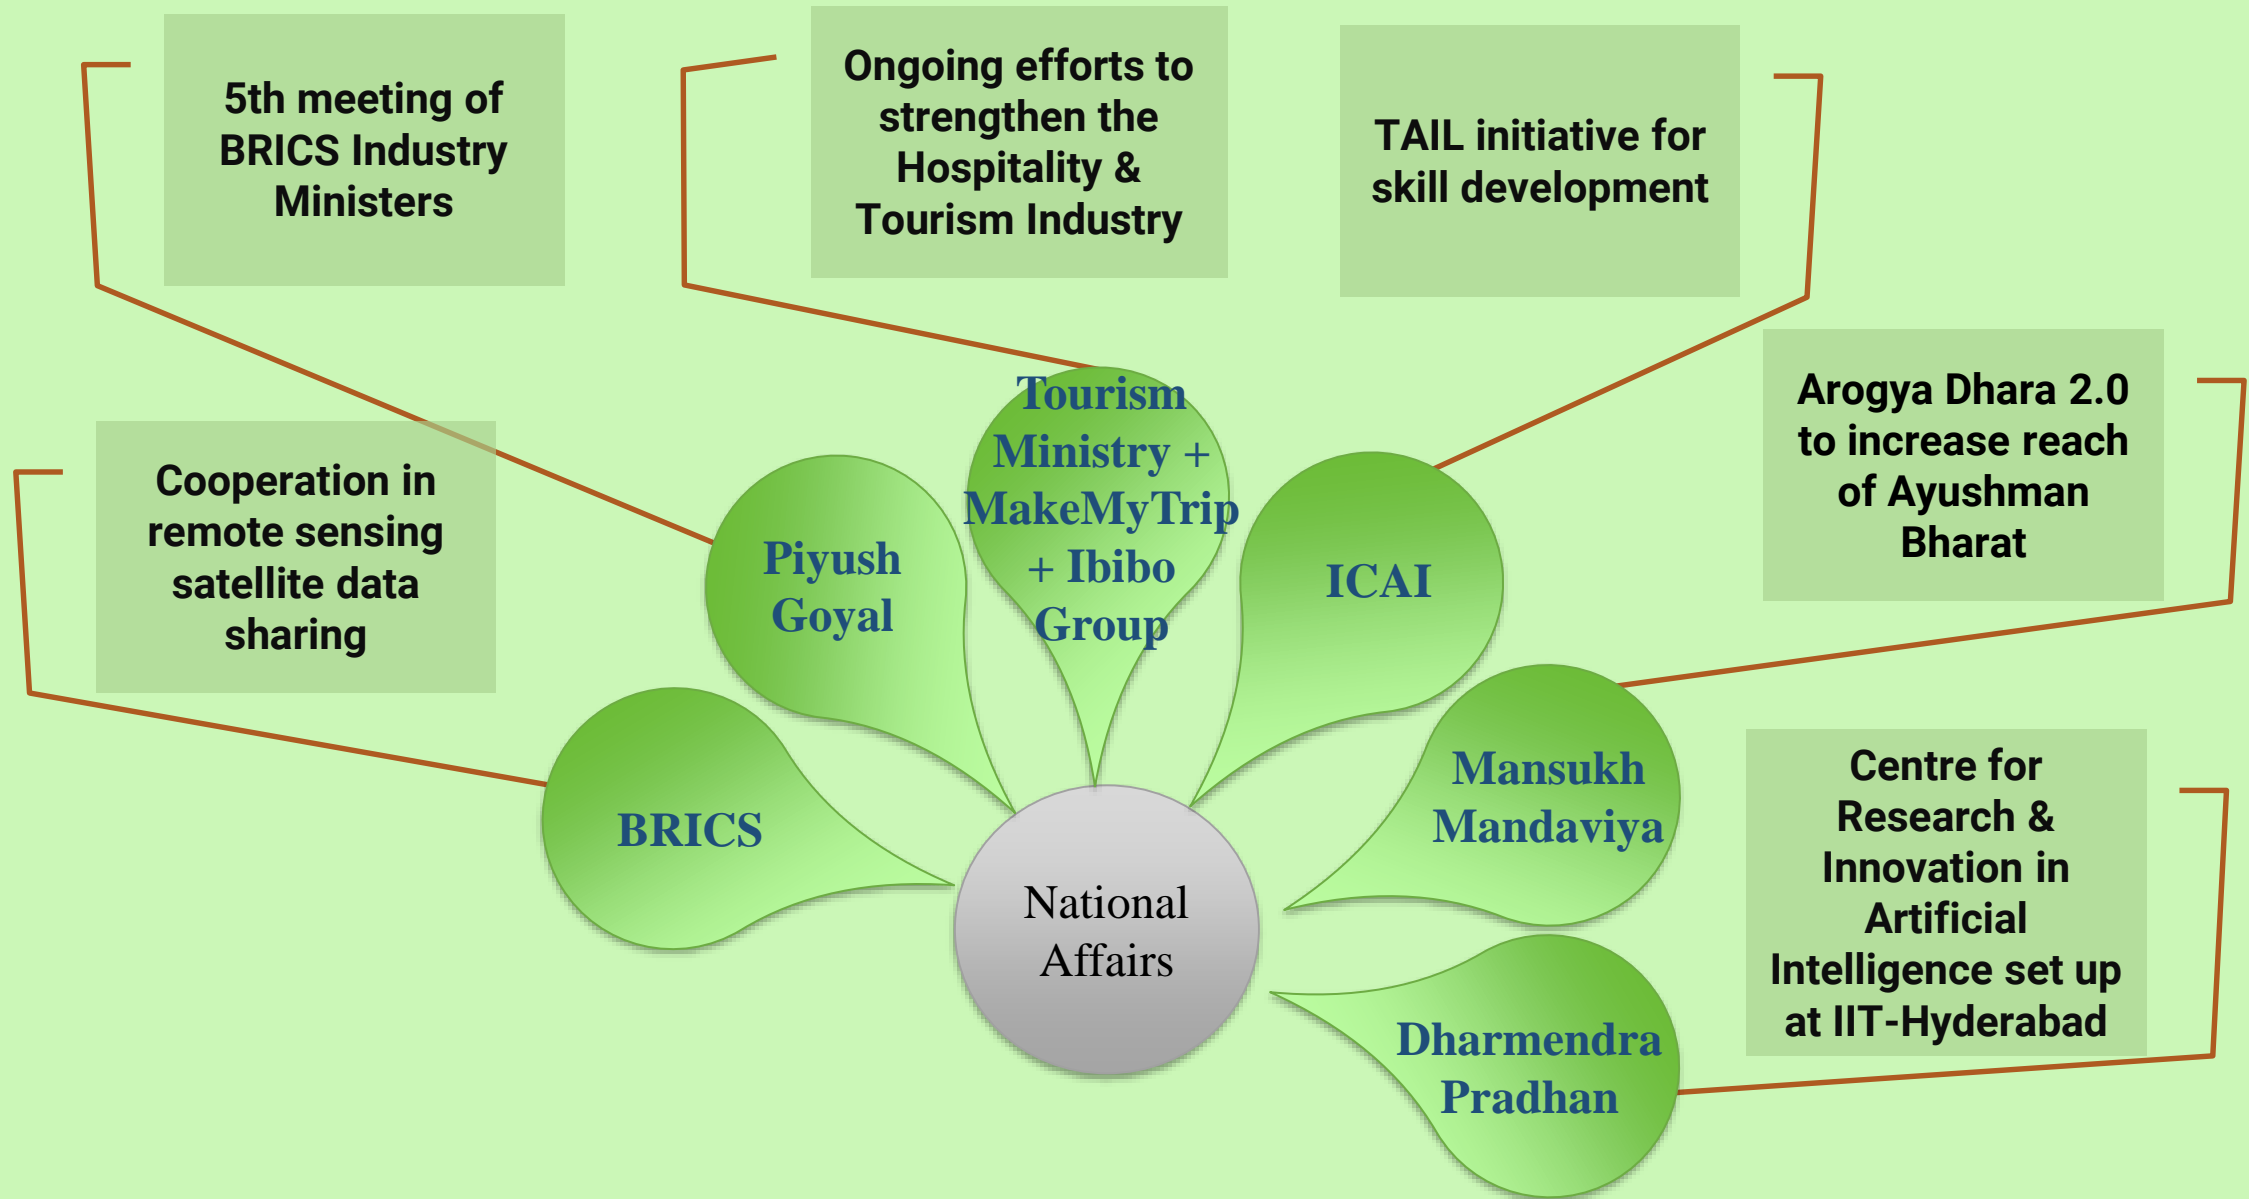 5th meeting of
BRICS Industry
Ministers
Ongoing efforts to
strengthen the
Hospitality &
Tourism Industry
TAIL initiative for
skill development
Arogya Dhara 2.0
to increase reach
of Ayushman
Bharat
Cooperation in
remote sensing
satellite data
sharing
Tourism
Ministry +
MakeMyTrip
+ Ibibo
Group
Piyush
Goyal
ICAI
BRICS
Mansukh
Mandaviya
Centre for
Research &
Innovation in
Artificial
Intelligence set up
at IIT-Hyderabad
National
Affairs
Dharmendra
Pradhan